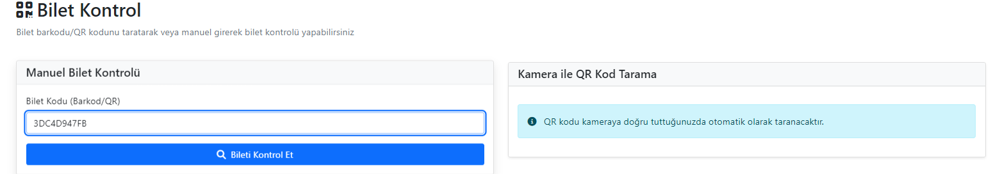 Bilet Kontrol
Bilet barkodu/QR kodunu taratarak veya manuel girerek bilet kontrolü yapabilirsiniz
Manuel Bilet Kontrolü
Bilet Kodu (Barkod/QR)
3DC4D947FB
Bileti Kontrol Et
Kamera ile QR Kod Tarama
QR kodu kameraya doğru tuttuğunuzda otomatik olarak taranacaktır.